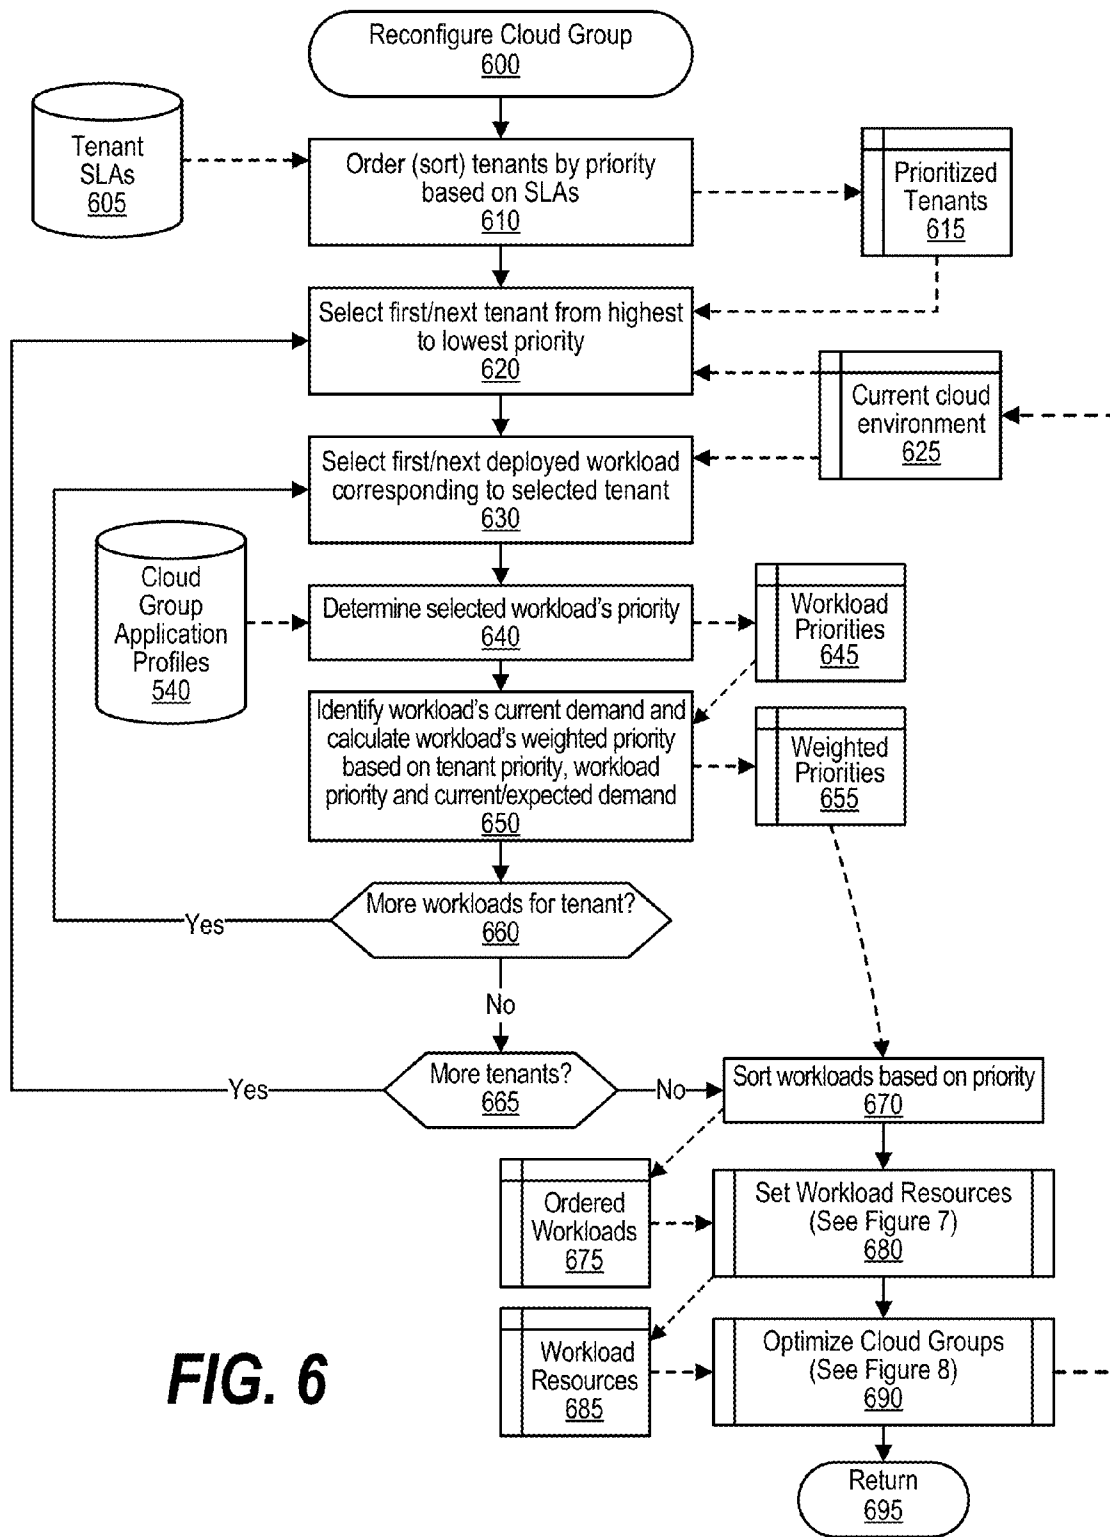 Reconfigure Cloud Group
600
Tenant
SLAs
605
Order (sort) tenants by priority
based on SLAs
610
Prioritized
Tenants
615
Select first/next tenant from highest
to lowest priority
620
Current cloud
environment
625
Select first/next deployed workload
corresponding to selected tenant
630
Cloud
Group
Application
Profiles
540
Determine selected workload's priority
640
Workload
Priorities
645
Identify workload's current demand and
calculate workload's weighted priority
based on tenant priority, workload
priority and current/expected demand
650
Weighted
Priorities
655
More workloads for tenant?
660
Yes
No
More tenants?
665
Yes
No
Sort workloads based on priority
670
Ordered
Workloads
675
Set Workload Resources
(See Figure 7)
680
Workload
Resources
685
Optimize Cloud Groups
(See Figure 8)
690
FIG. 6
Return
695